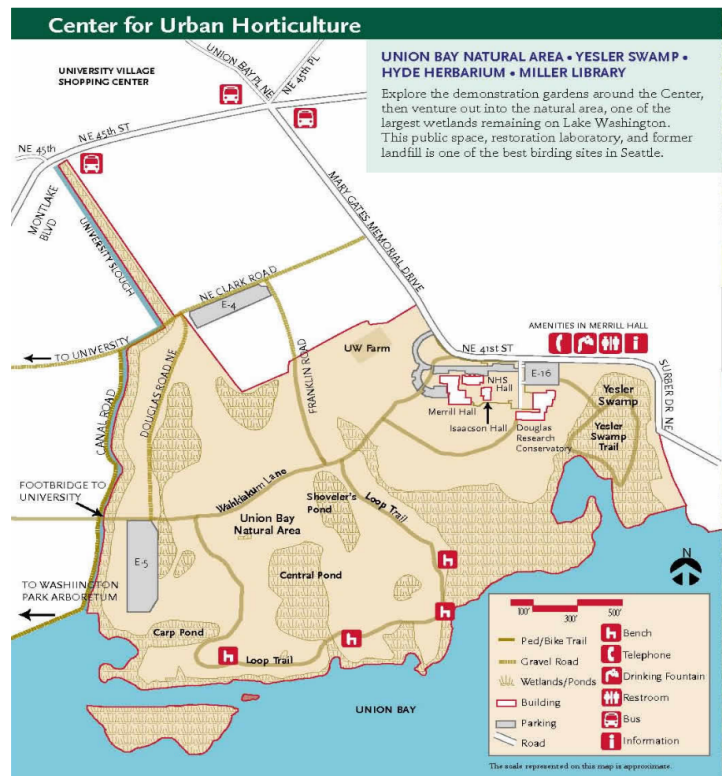 Center for Urban Horticulture
UNION BAY NATURAL AREA • YESLER SWAMP •
HYDE HERBARIUM • MILLER LIBRARY
Explore the demonstration gardens around the Center,
then venture out into the natural area, one of the
largest wetlands remaining on Lake Washington.
This public space, restoration laboratory, and former
landfill is one of the best birding sites in Seattle.
UNIVERSITY VILLAGE
SHOPPING CENTER
UNION BAY PL NE
NE 45th PL
NE 45th ST
NE 45th
MONTLAKE
BLVD
UNIVERSITY SLOUGH
MARY GATES MEMORIAL DRIVE
NE CLARK ROAD
E-4
TO UNIVERSITY
CANAL ROAD
DOUGLAS ROAD NE
FRANKLIN ROAD
UW Farm
NE 41st ST
AMENITIES IN MERRILL HALL
SURBER DR NE
E-16
NHS
Hall
Merrill Hall
Isaacson Hall
Douglas
Research
Conservatory
Yesler
Swamp
Yesler
Swamp
Trail
FOOTBRIDGE TO
UNIVERSITY
Wahkiakum Lane
Shoveler's
Pond
Loop Trail
Union Bay
Natural Area
E-5
Central Pond
TO WASHIINGTON
PARK ARBORETUM
Carp Pond
Loop Trail
UNION BAY
N
100'
300'
500'
Ped/Bike Trail
Gravel Road
Wetlands/Ponds
Building
Parking
Road
Bench
Telephone
Drinking Fountain
Restroom
Bus
Information
The scale represented on this map is approximate.